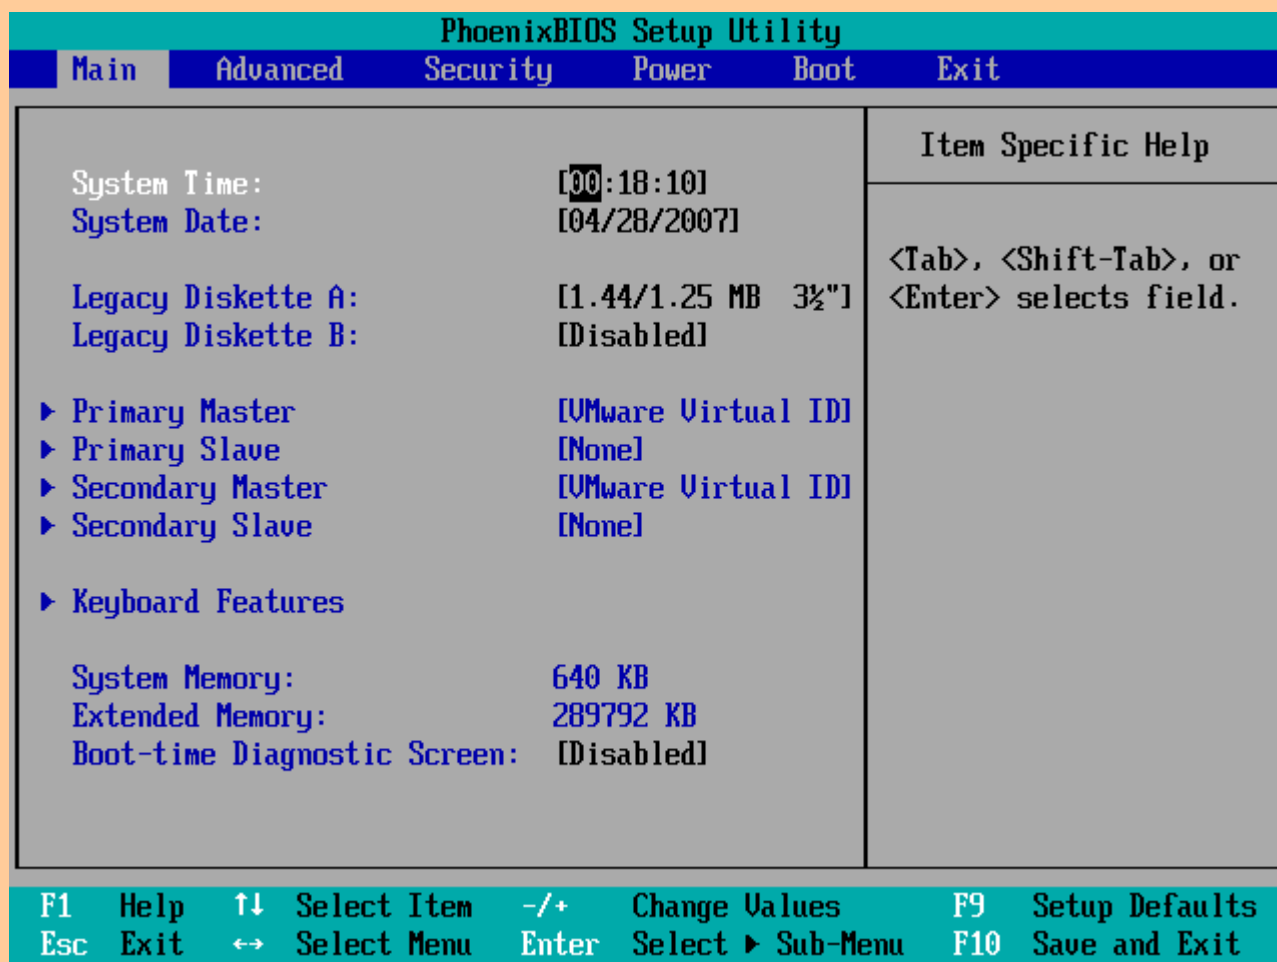 PhoenixBIOS Setup Utility
Main Advanced Security Power Boot Exit
Item Specific Help
System Time: [00:18:10]
System Date: [04/28/2007]
<Tab>, <Shift-Tab>, or
<Enter> selects field.
Legacy Diskette A: [1.44/1.25 MB 3½"]
Legacy Diskette B: [Disabled]
▶ Primary Master [VMware Virtual ID]
▶ Primary Slave [None]
▶ Secondary Master [VMware Virtual ID]
▶ Secondary Slave [None]
▶ Keyboard Features
System Memory: 640 KB
Extended Memory: 289792 KB
Boot-time Diagnostic Screen: [Disabled]
F1 Help ↑↓ Select Item -/+ Change Values F9 Setup Defaults
Esc Exit ↔ Select Menu Enter Select ▶ Sub-Menu F10 Save and Exit